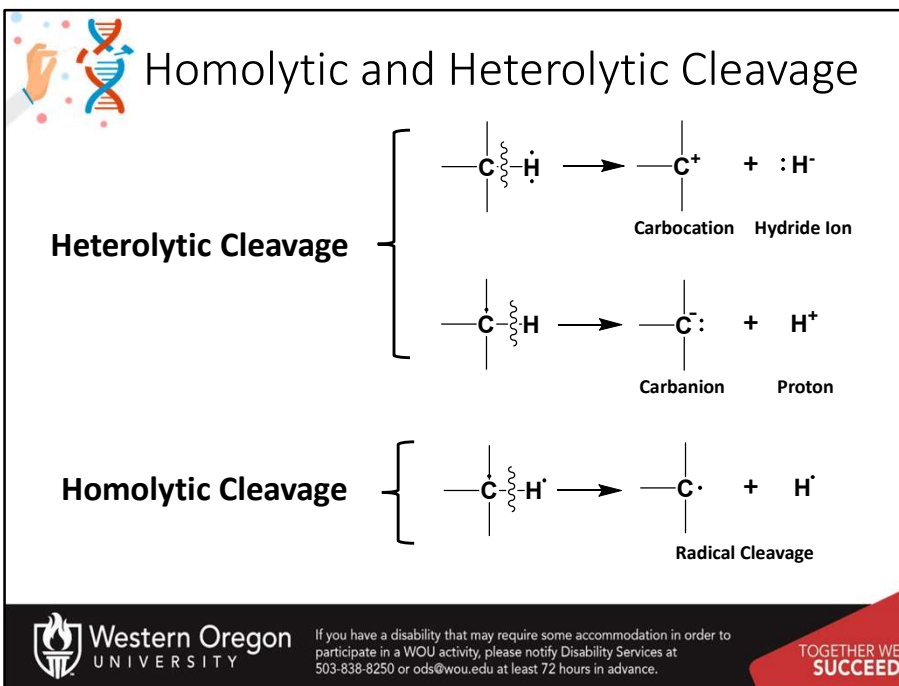 Homolytic and Heterolytic Cleavage
Heterolytic Cleavage
C H C⁺ + :H⁻
Carbocation Hydride Ion
C H C⁻: + H⁺
Carbanion Proton
Homolytic Cleavage
C H· C· + H·
Radical Cleavage
Western Oregon
UNIVERSITY
If you have a disability that may require some accommodation in order to
participate in a WOU activity, please notify Disability Services at
503-838-8250 or ods@wou.edu at least 72 hours in advance.
TOGETHER WE
SUCCEED